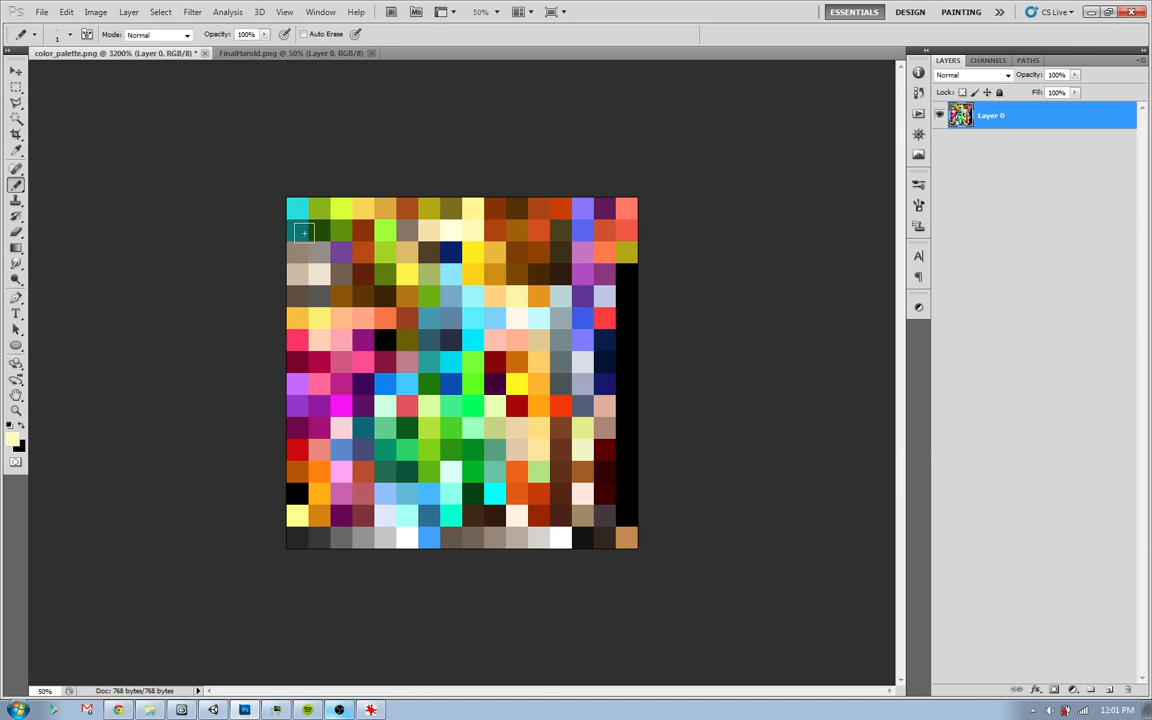 Ps File Edit Image Layer Select Filter Analysis 3D View Window Help Br Mb 50% ESSENTIALS DESIGN PAINTING » CS Live
1 Mode: Normal Opacity: 100% Auto Erase
color_palette.png @ 3200% (Layer 0, RGB/8) * FinalHarold.png @ 50% (Layer 0, RGB/8)
LAYERS CHANNELS PATHS
Normal Opacity: 100%
Lock: Fill: 100%
Layer 0
50% Doc: 768 bytes/768 bytes
12:01 PM